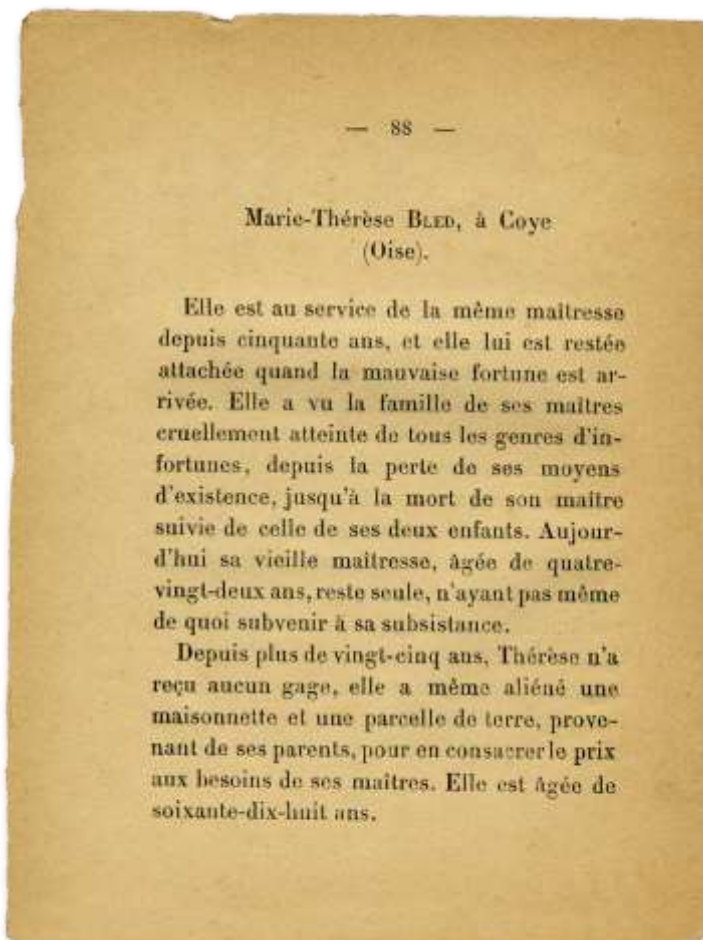 — 88 —
Marie-Thérèse BLED, à Coye
(Oise).
Elle est au service de la même maîtresse
depuis cinquante ans, et elle lui est restée
attachée quand la mauvaise fortune est ar-
rivée. Elle a vu la famille de ses maîtres
cruellement atteinte de tous les genres d'in-
fortunes, depuis la perte de ses moyens
d'existence, jusqu'à la mort de son maître
suivie de celle de ses deux enfants. Aujour-
d'hui sa vieille maîtresse, âgée de quatre-
vingt-deux ans, reste seule, n'ayant pas même
de quoi subvenir à sa subsistance.
Depuis plus de vingt-cinq ans, Thérèse n'a
reçu aucun gage, elle a même aliéné une
maisonnette et une parcelle de terre, prove-
nant de ses parents, pour en consacrer le prix
aux besoins de ses maîtres. Elle est âgée de
soixante-dix-huit ans.